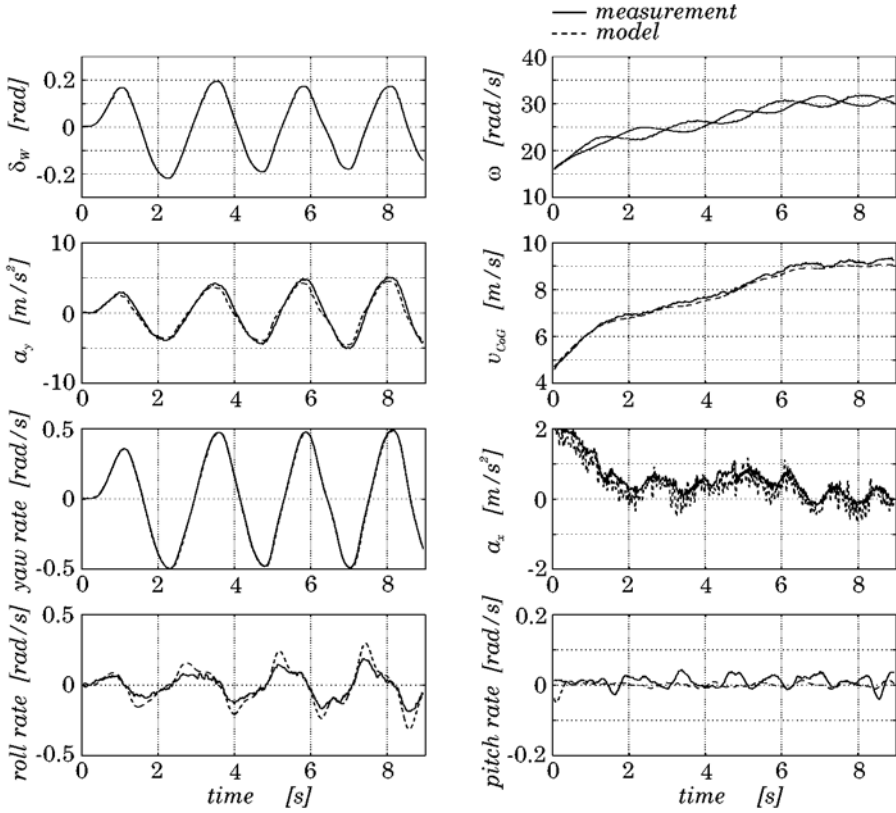 measurement
model
δw [rad]
0.2
0
-0.2
0 2 4 6 8
ω [rad/s]
40
30
20
10
0 2 4 6 8
ay [m/s²]
10
0
-10
0 2 4 6 8
vCoG [m/s]
10
8
6
4
0 2 4 6 8
yaw rate [rad/s]
0.5
0
-0.5
0 2 4 6 8
ax [m/s²]
2
0
-2
0 2 4 6 8
roll rate [rad/s]
0.5
0
-0.5
0 2 4 6 8
time [s]
pitch rate [rad/s]
0.2
0
-0.2
0 2 4 6 8
time [s]